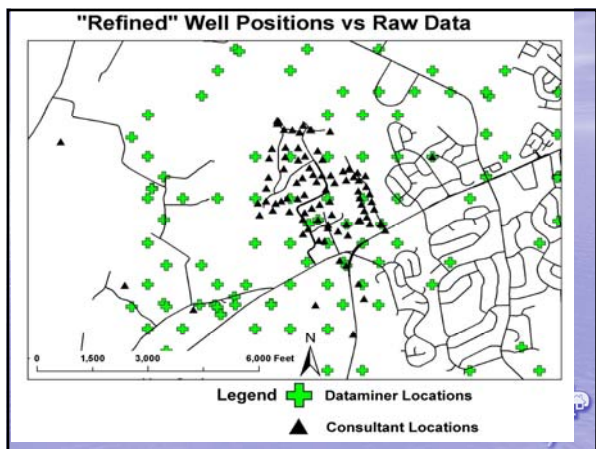 "Refined" Well Positions vs Raw Data
N
0 1,500 3,000 6,000 Feet
Legend Dataminer Locations
Consultant Locations